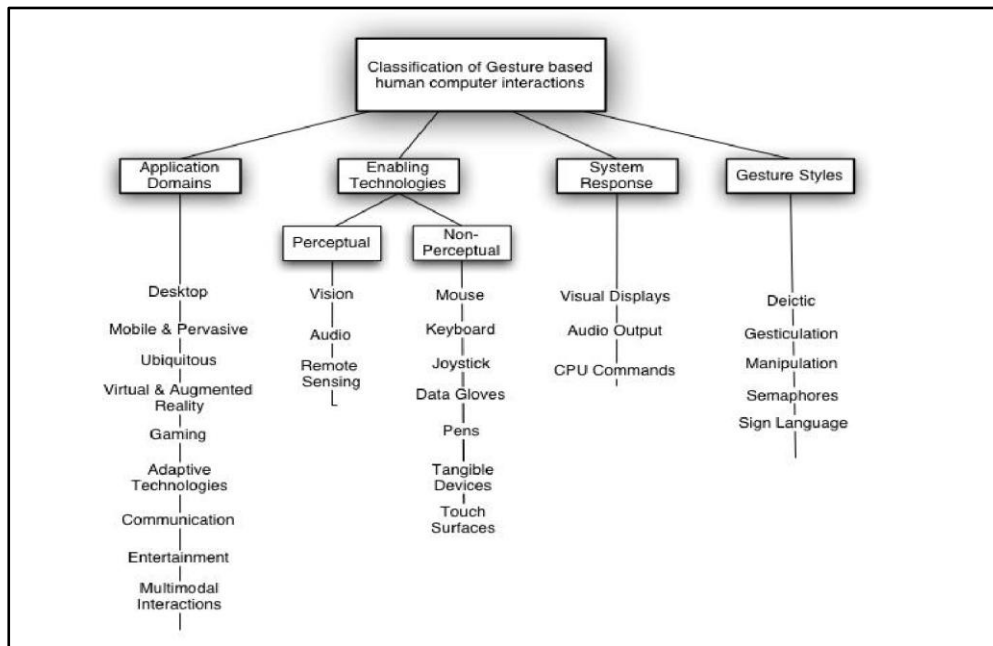 Classification of Gesture based
human computer interactions
Application
Domains
Enabling
Technologies
System
Response
Gesture Styles
Perceptual
Non-
Perceptual
Desktop
Mobile & Pervasive
Ubiquitous
Virtual & Augmented
Reality
Gaming
Adaptive
Technologies
Communication
Entertainment
Multimodal
Interactions
Vision
Audio
Remote
Sensing
Mouse
Keyboard
Joystick
Data Gloves
Pens
Tangible
Devices
Touch
Surfaces
Visual Displays
Audio Output
CPU Commands
Deictic
Gesticulation
Manipulation
Semaphores
Sign Language